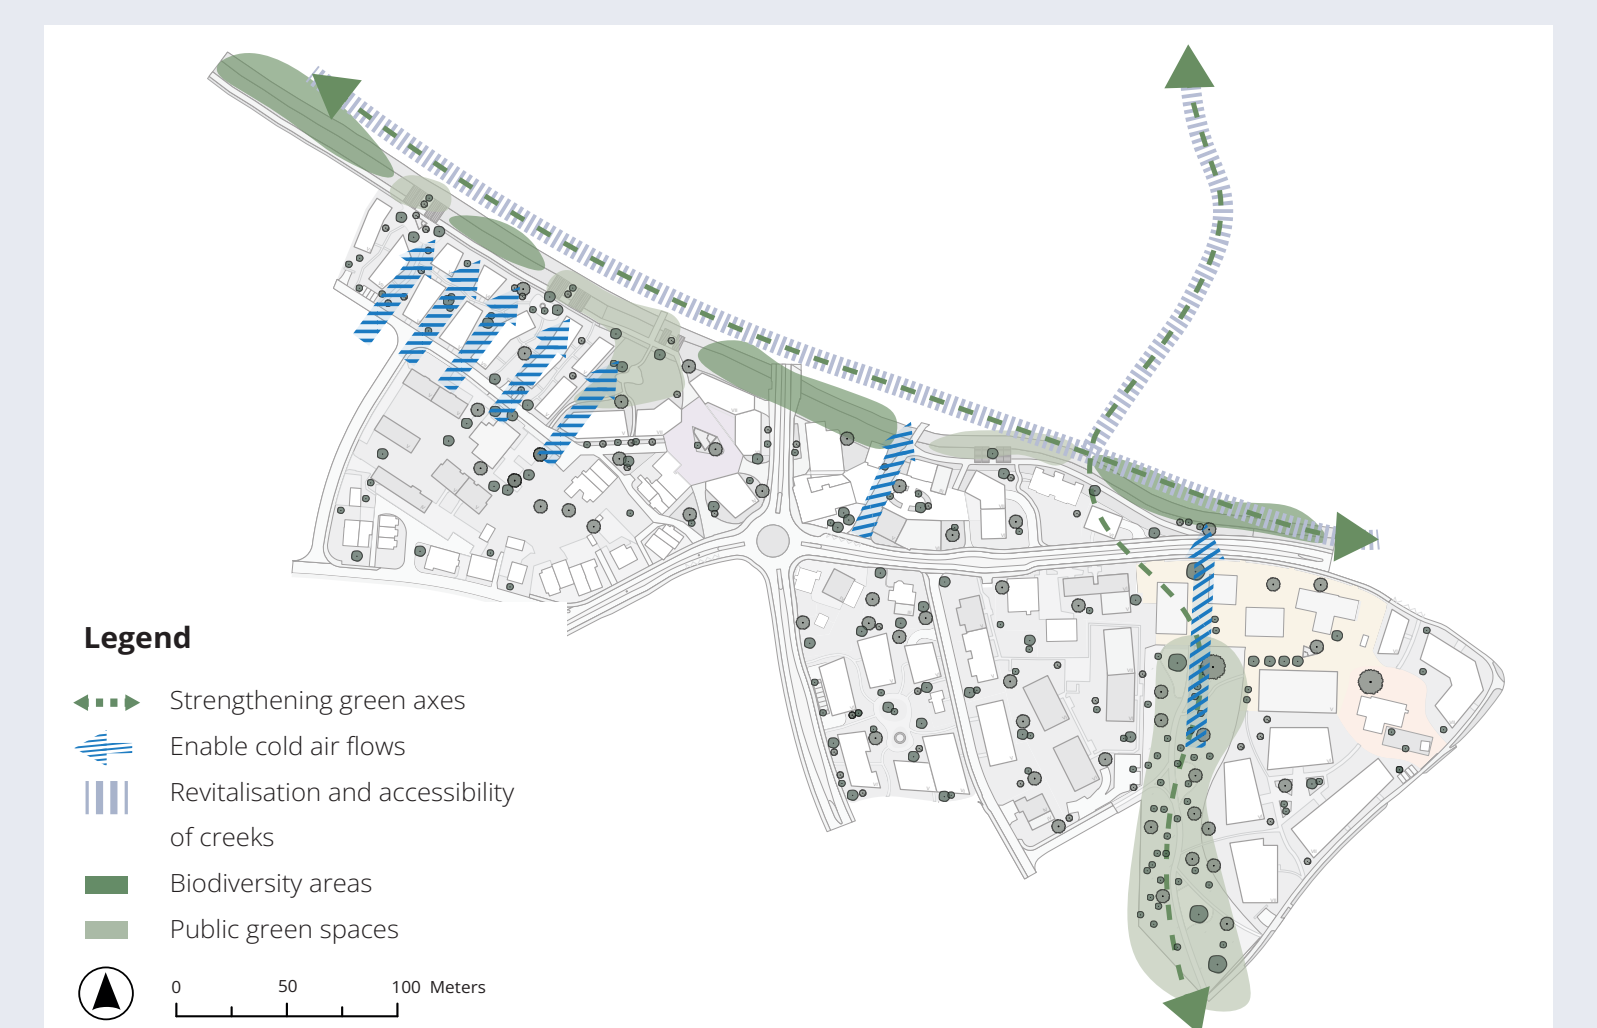 Legend
Strengthening green axes
Enable cold air flows
Revitalisation and accessibility
of creeks
Biodiversity areas
Public green spaces
0 50 100 Meters